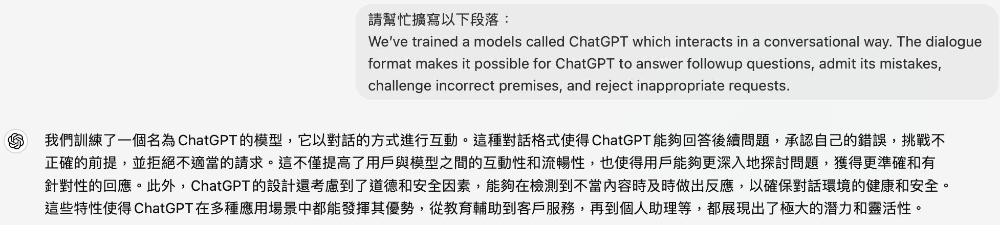 請幫忙擴寫以下段落：
We’ve trained a models called ChatGPT which interacts in a conversational way. The dialogue
format makes it possible for ChatGPT to answer followup questions, admit its mistakes,
challenge incorrect premises, and reject inappropriate requests.
我們訓練了一個名為 ChatGPT 的模型，它以對話的方式進行互動。這種對話格式使得 ChatGPT 能夠回答後續問題，承認自己的錯誤，挑戰不
正確的前提，並拒絕不適當的請求。這不僅提高了用戶與模型之間的互動性和流暢性，也使得用戶能夠更深入地探討問題，獲得更準確和有
針對性的回應。此外，ChatGPT 的設計還考慮到了道德和安全因素，能夠在檢測到不當內容時及時做出反應，以確保對話環境的健康和安全。
這些特性使得 ChatGPT 在多種應用場景中都能發揮其優勢，從教育輔助到客戶服務，再到個人助理等，都展現出了極大的潛力和靈活性。